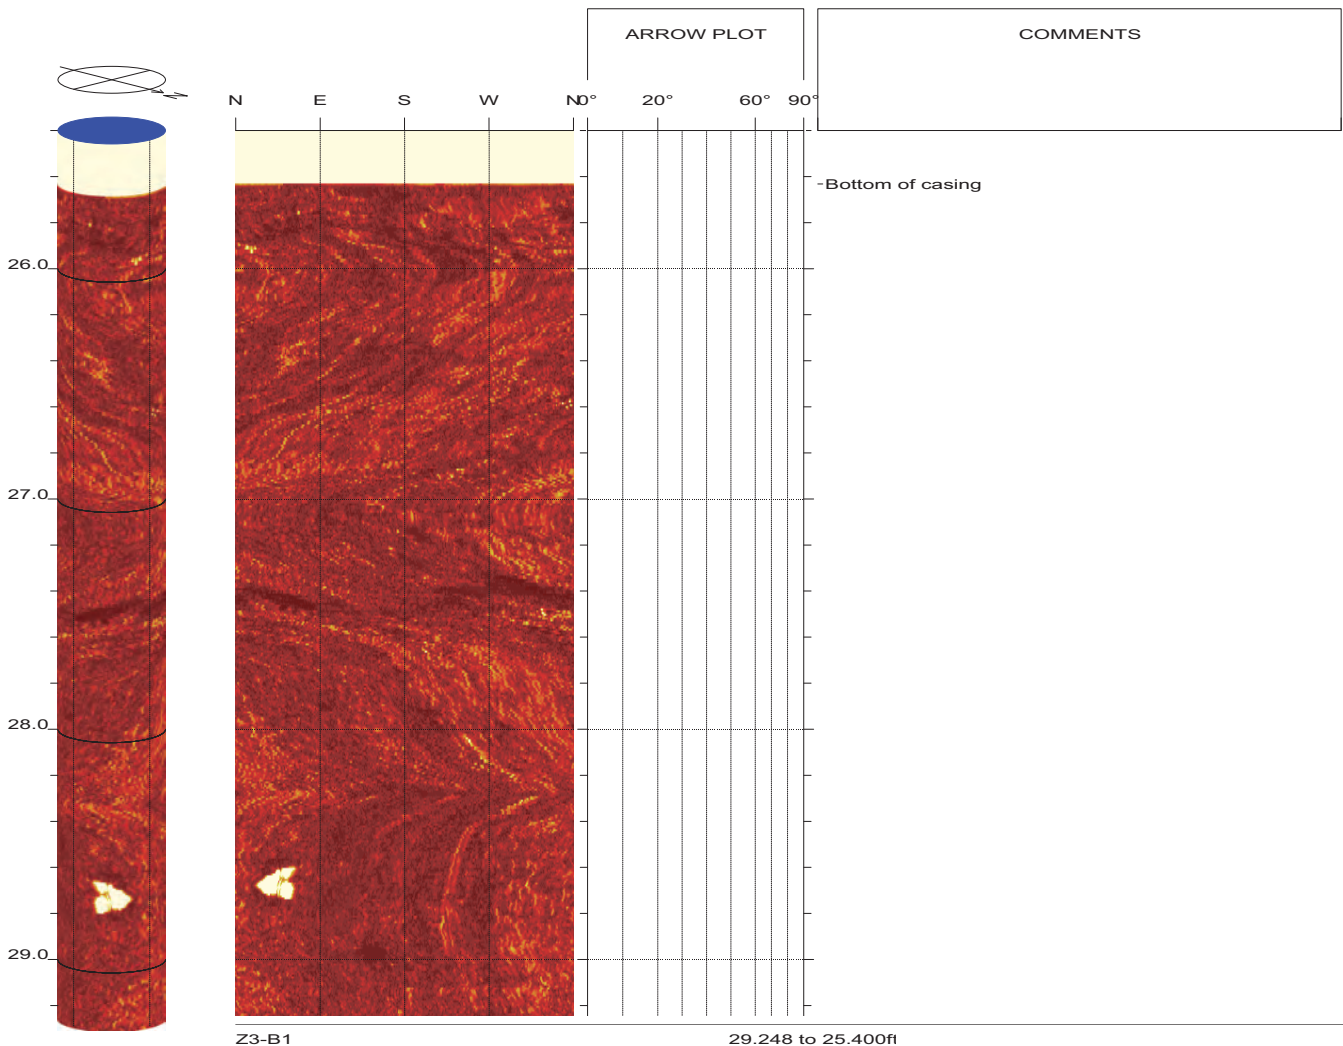 ARROW PLOT
COMMENTS
N E S W N 0° 20° 60° 90°
Bottom of casing
26.0
27.0
28.0
29.0
Z3-B1 29.248 to 25.400ft